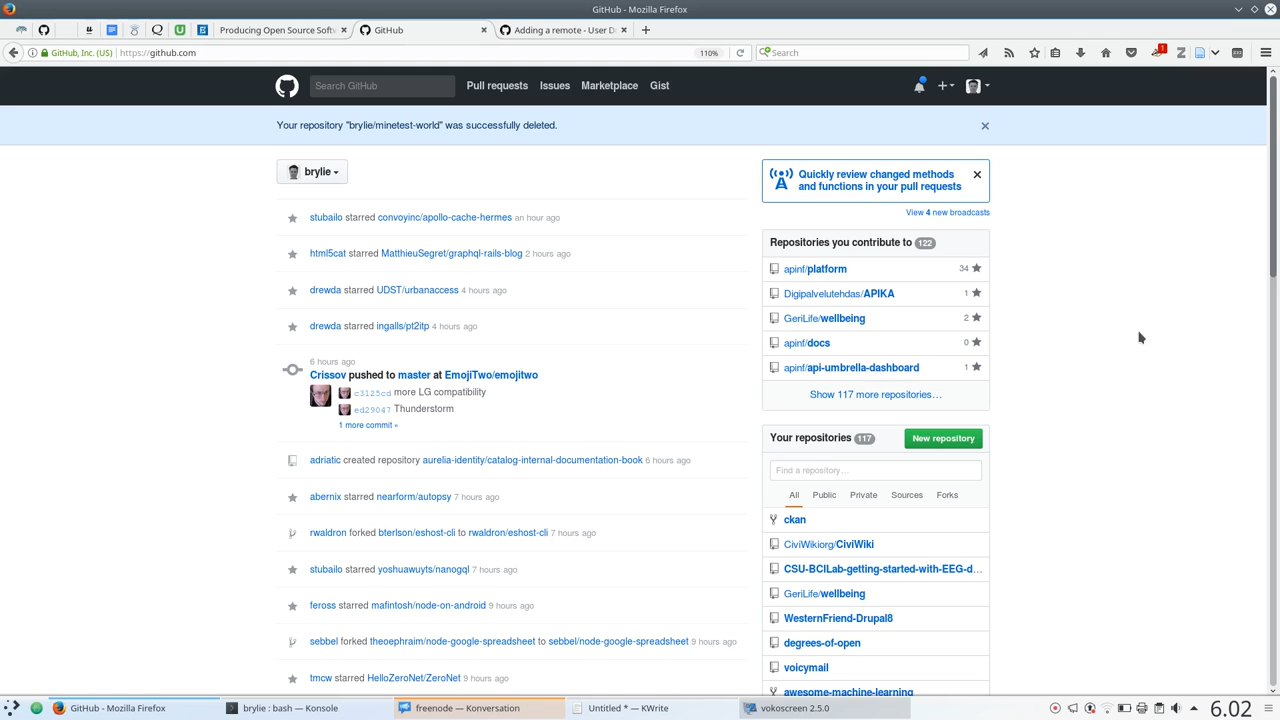 GitHub - Mozilla Firefox
Producing Open Source Softw
GitHub
Adding a remote - User D
GitHub, Inc. (US)
https://github.com
110%
Search
1
Search GitHub
Pull requests
Issues
Marketplace
Gist
Your repository "brylie/minetest-world" was successfully deleted.
brylie
stubailo starred convoyinc/apollo-cache-hermes an hour ago
html5cat starred MatthieuSegret/graphql-rails-blog 2 hours ago
drewda starred UDST/urbanaccess 4 hours ago
drewda starred ingalls/pt2itp 4 hours ago
6 hours ago
Crissov pushed to master at EmojiTwo/emojitwo
c3125cd more LG compatibility
ed29047 Thunderstorm
1 more commit »
adriatic created repository aurelia-identity/catalog-internal-documentation-book 6 hours ago
abernix starred nearform/autopsy 7 hours ago
rwaldron forked bterlson/eshost-cli to rwaldron/eshost-cli 7 hours ago
stubailo starred yoshuawuyts/nanogql 7 hours ago
feross starred mafintosh/node-on-android 9 hours ago
sebbel forked theoephraim/node-google-spreadsheet to sebbel/node-google-spreadsheet 9 hours ago
tmcw starred HelloZeroNet/ZeroNet 9 hours ago
Quickly review changed methods
and functions in your pull requests
View 4 new broadcasts
Repositories you contribute to 122
apinf/platform 34
Digipalvelutehdas/APIKA 1
GeriLife/wellbeing 2
apinf/docs 0
apinf/api-umbrella-dashboard 1
Show 117 more repositories…
Your repositories 117
New repository
Find a repository…
All
Public
Private
Sources
Forks
ckan
CiviWikiorg/CiviWiki
CSU-BCILab-getting-started-with-EEG-d…
GeriLife/wellbeing
WesternFriend-Drupal8
degrees-of-open
voicymail
awesome-machine-learning
GitHub - Mozilla Firefox
brylie : bash — Konsole
freenode — Konversation
Untitled * — KWrite
vokoscreen 2.5.0
6.02